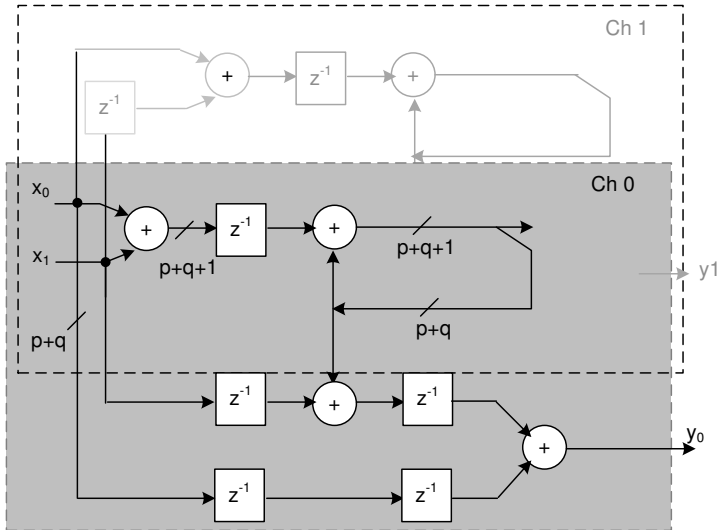 Ch 1
+
z⁻¹
+
z⁻¹
x₀
Ch 0
+
z⁻¹
+
x₁
p+q+1
p+q+1
y1
p+q
p+q
z⁻¹
+
z⁻¹
+
y₀
z⁻¹
z⁻¹